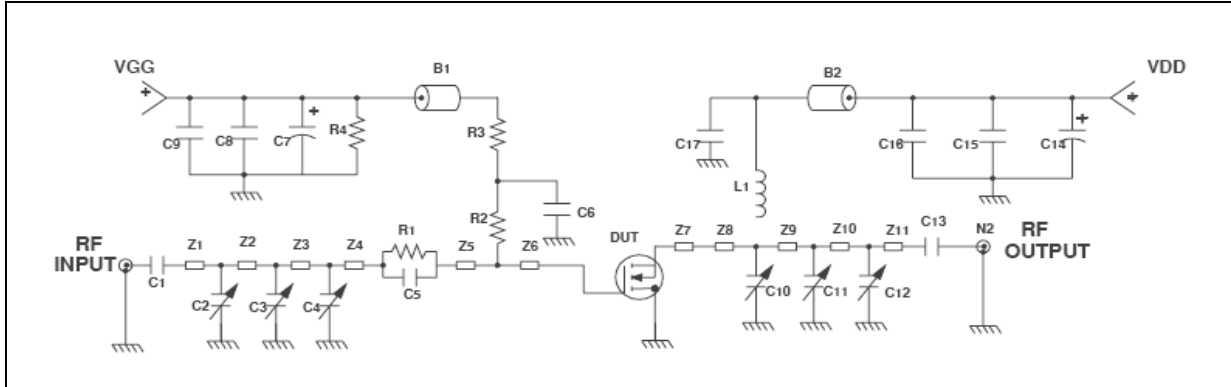 VGG
B1
B2
VDD
C9
C8
C7
+
R4
R3
C17
C16
C15
C14
+
L1
R2
C6
RF
INPUT
C1
Z1
Z2
Z3
Z4
R1
C5
Z5
Z6
C2
C3
C4
DUT
Z7
Z8
Z9
Z10
Z11
C13
N2
RF
OUTPUT
C10
C11
C12
+
+